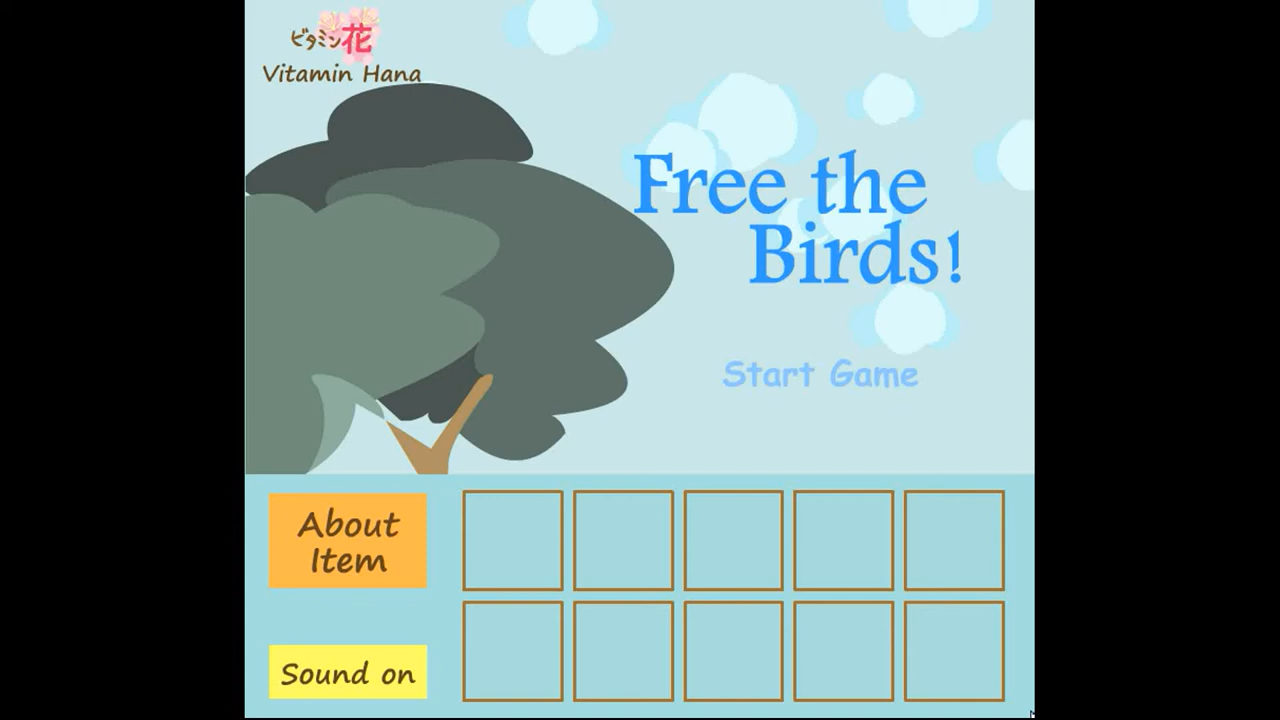 ビタミン花
Vitamin Hana
Free the
Birds!
Start Game
About
Item
Sound on